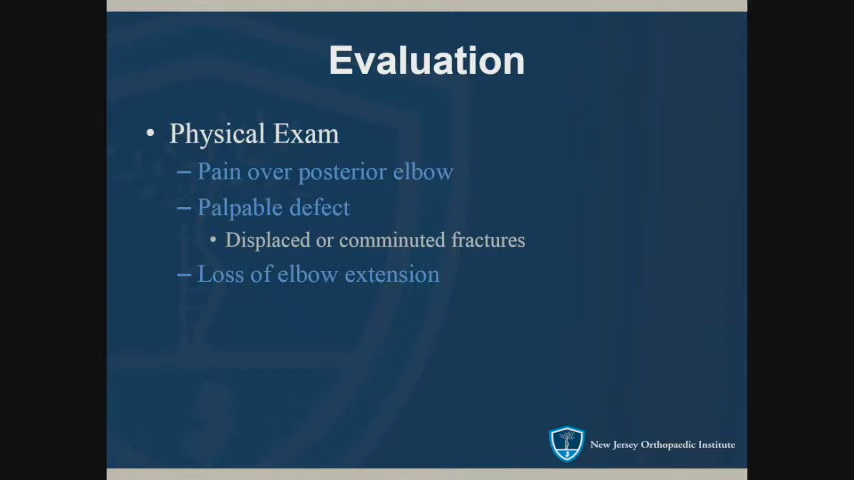 Evaluation
• Physical Exam
– Pain over posterior elbow
– Palpable defect
• Displaced or comminuted fractures
– Loss of elbow extension
New Jersey Orthopaedic Institute